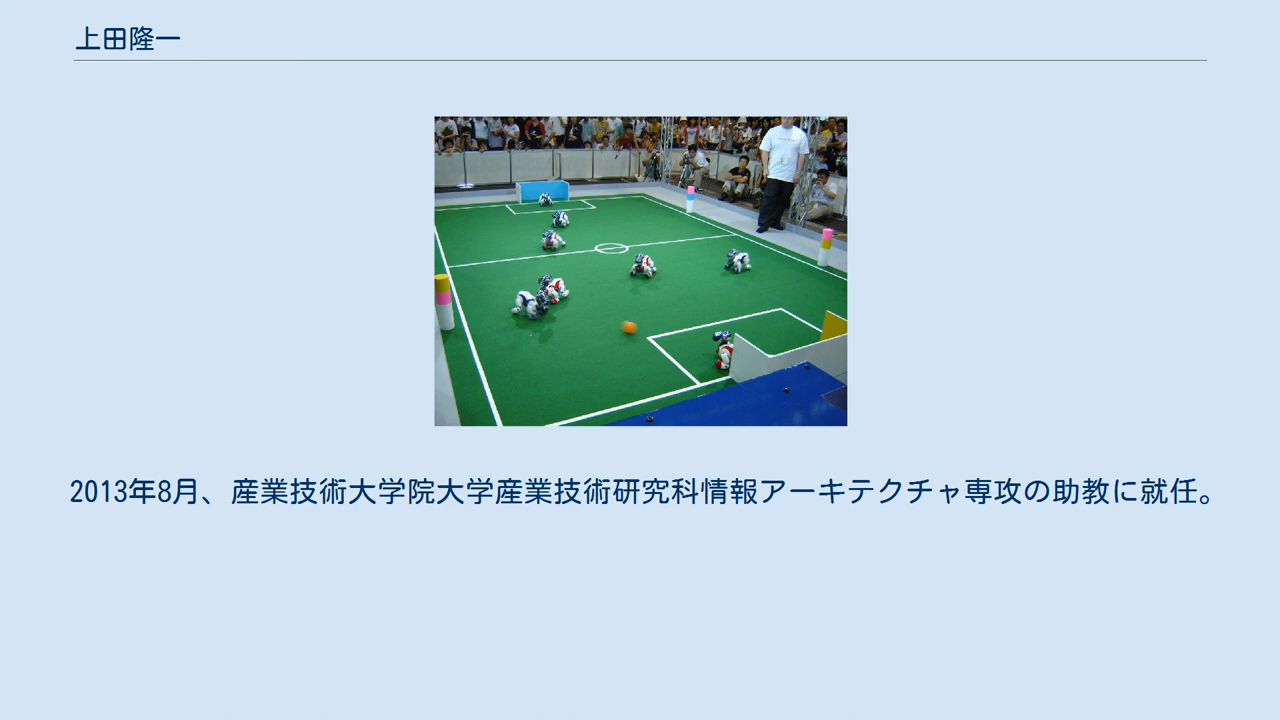 上田隆一
2013年8月、産業技術大学院大学産業技術研究科情報アーキテクチャ専攻の助教に就任。